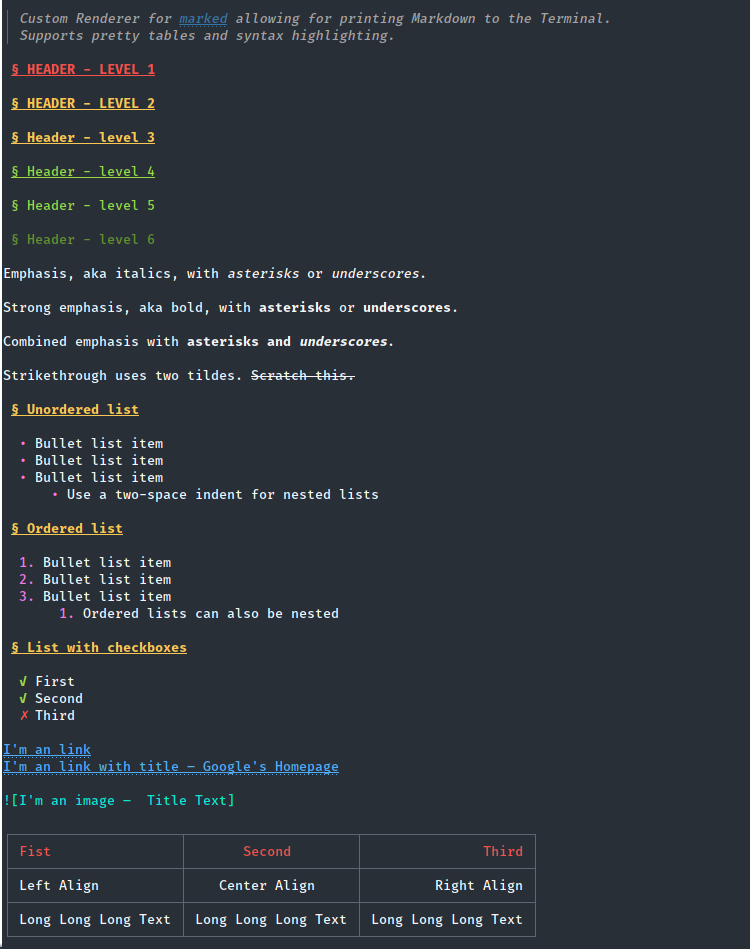 Custom Renderer for marked allowing for printing Markdown to the Terminal.
Supports pretty tables and syntax highlighting.
§ HEADER - LEVEL 1
§ HEADER - LEVEL 2
§ Header - level 3
§ Header - level 4
§ Header - level 5
§ Header - level 6
Emphasis, aka italics, with asterisks or underscores.
Strong emphasis, aka bold, with asterisks or underscores.
Combined emphasis with asterisks and underscores.
Strikethrough uses two tildes. Scratch this.
§ Unordered list
• Bullet list item
• Bullet list item
• Bullet list item
• Use a two-space indent for nested lists
§ Ordered list
1. Bullet list item
2. Bullet list item
3. Bullet list item
1. Ordered lists can also be nested
§ List with checkboxes
√ First
√ Second
✗ Third
I'm an link
I'm an link with title – Google's Homepage
![I'm an image –  Title Text]
Fist Second Third
Left Align Center Align Right Align
Long Long Long Text Long Long Long Text Long Long Long Text